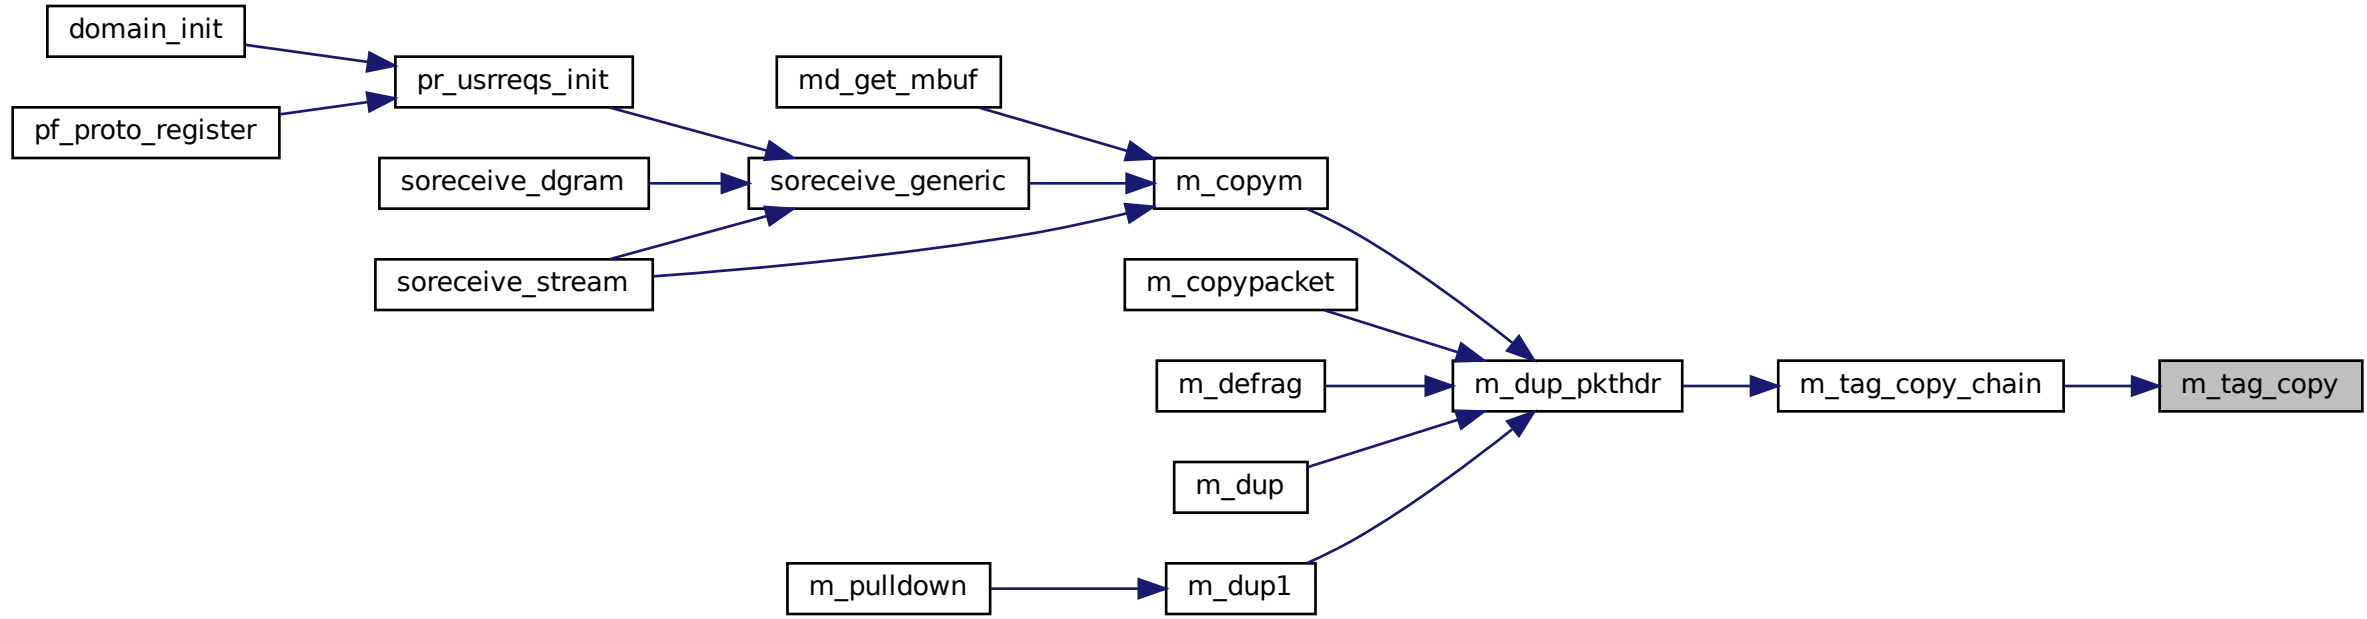 domain_init
pr_usrreqs_init
md_get_mbuf
pf_proto_register
soreceive_dgram
soreceive_generic
m_copym
soreceive_stream
m_copypacket
m_defrag
m_dup_pkthdr
m_tag_copy_chain
m_tag_copy
m_dup
m_pulldown
m_dup1